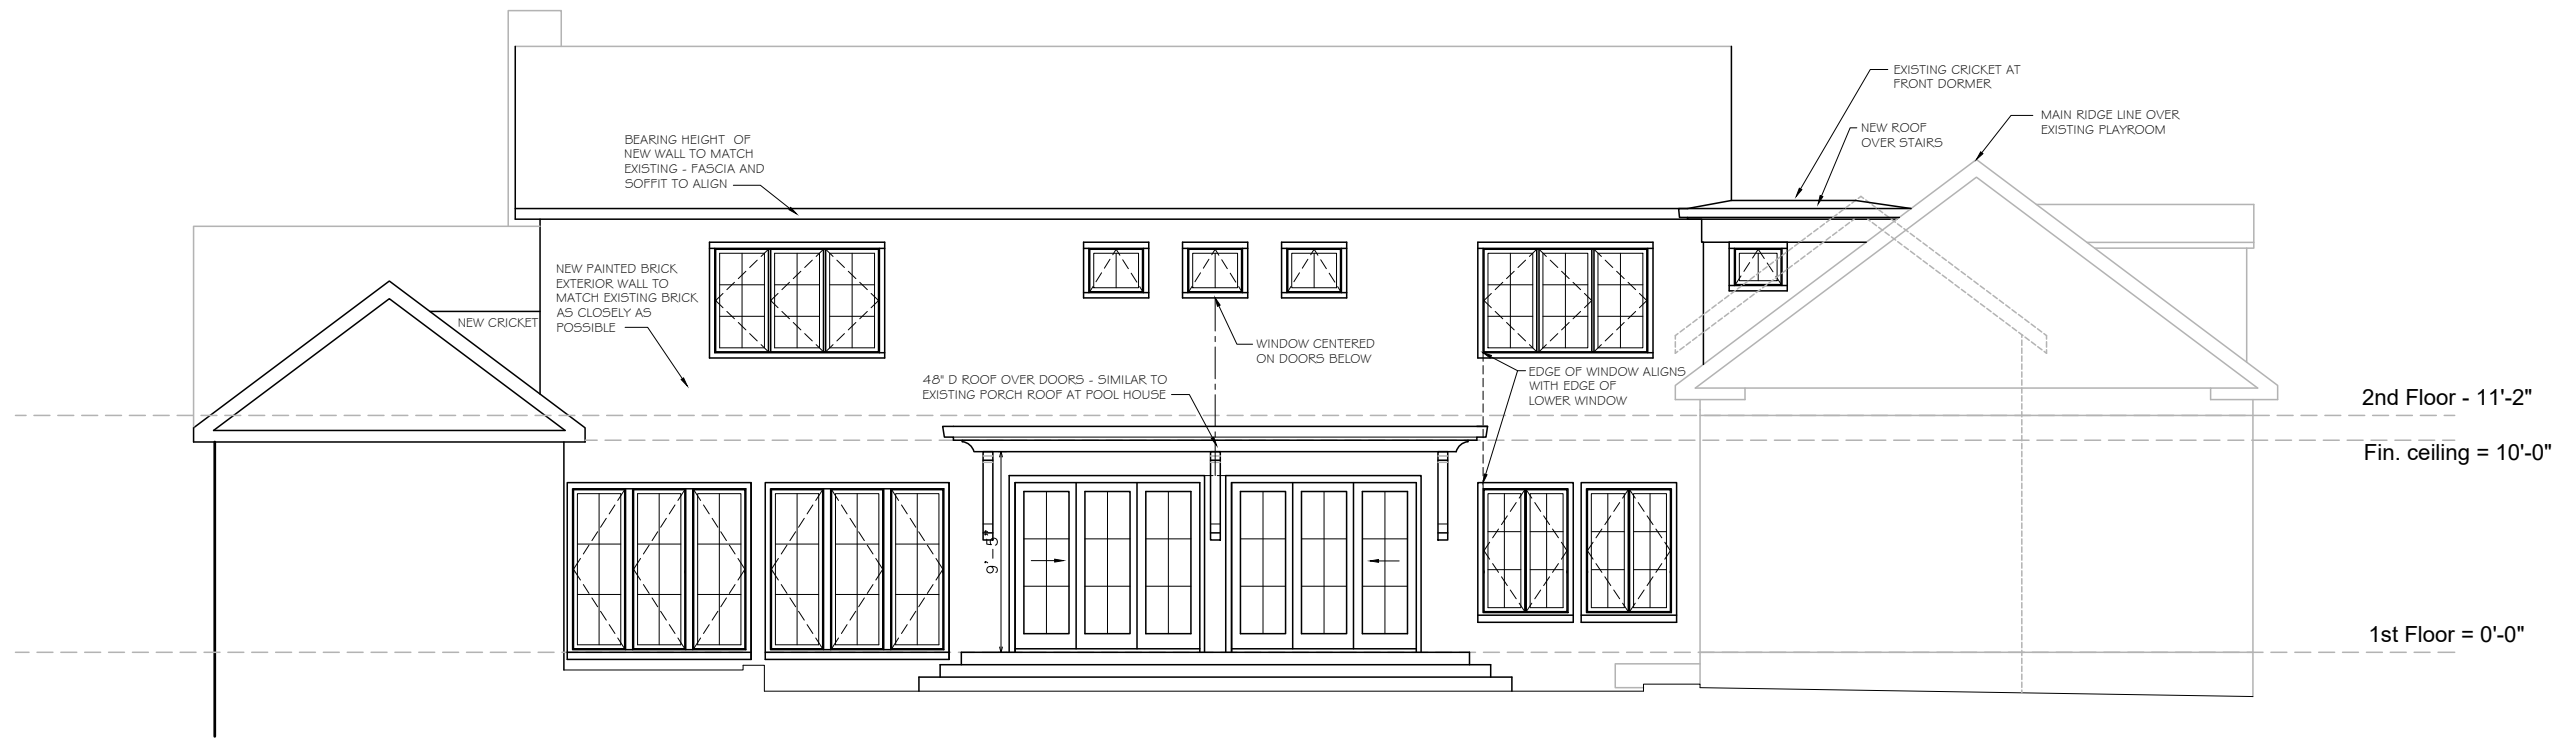 EXISTING CRICKET AT
FRONT DORMER
MAIN RIDGE LINE OVER
EXISTING PLAYROOM
NEW ROOF
OVER STAIRS
BEARING HEIGHT OF
NEW WALL TO MATCH
EXISTING - FASCIA AND
SOFFIT TO ALIGN
NEW PAINTED BRICK
EXTERIOR WALL TO
MATCH EXISTING BRICK
AS CLOSELY AS
POSSIBLE
NEW CRICKET
WINDOW CENTERED
ON DOORS BELOW
48" D ROOF OVER DOORS - SIMILAR TO
EXISTING PORCH ROOF AT POOL HOUSE
EDGE OF WINDOW ALIGNS
WITH EDGE OF
LOWER WINDOW
2nd Floor - 11'-2"
Fin. ceiling = 10'-0"
9'-5"
1st Floor = 0'-0"